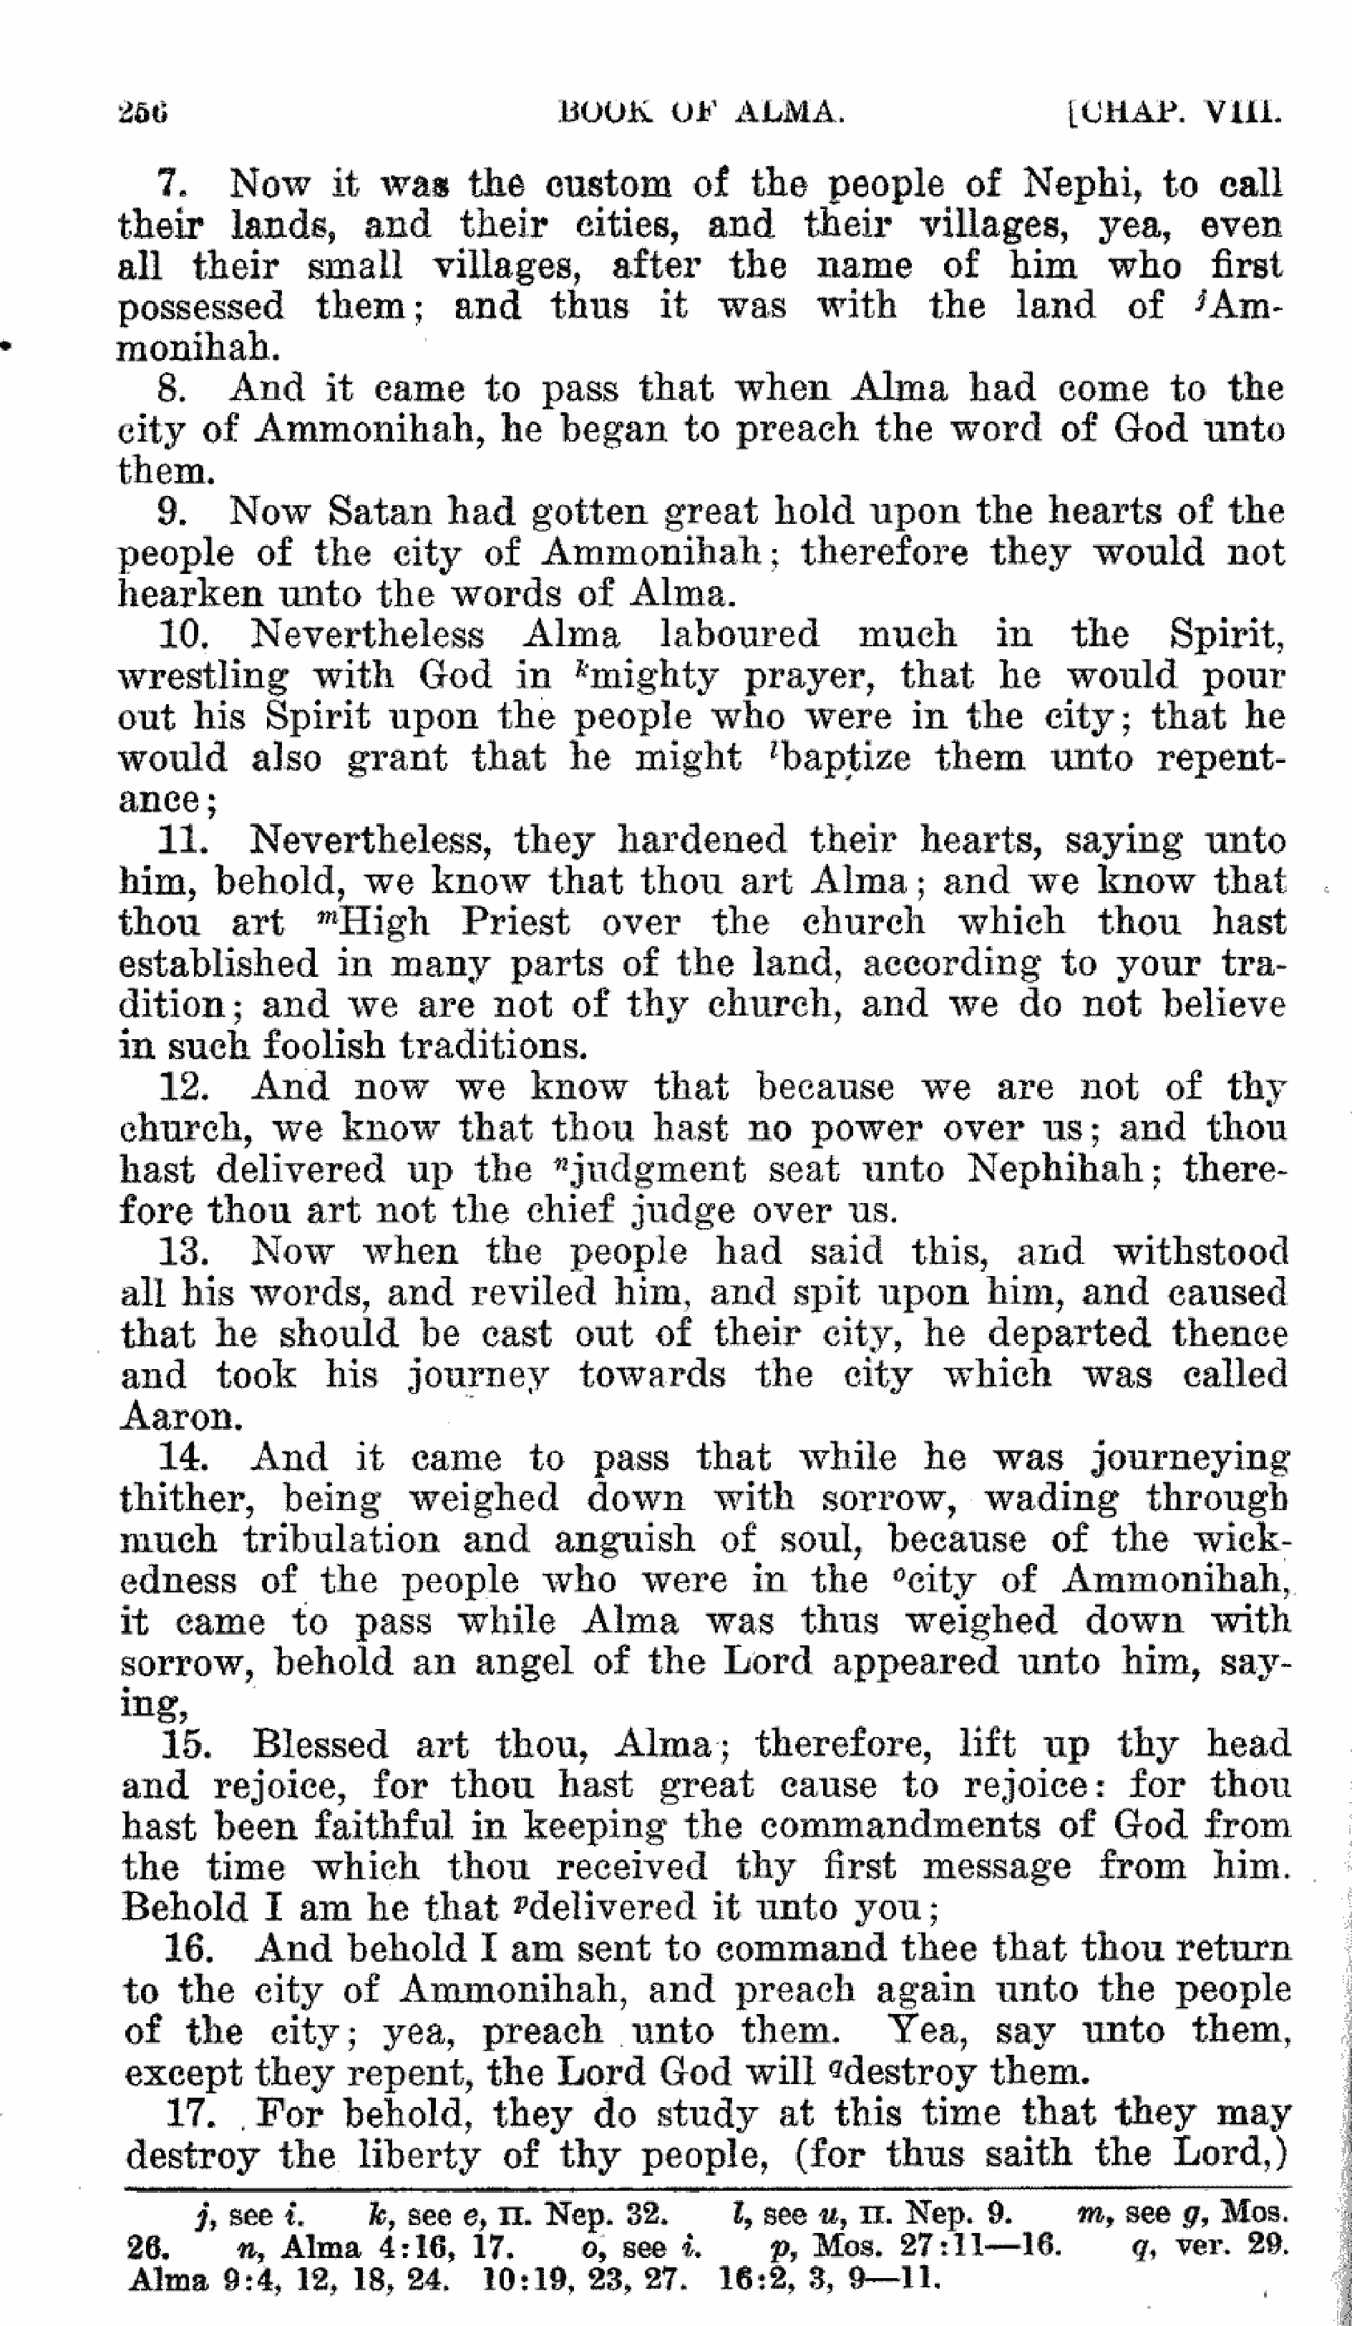 256 BOOK OF ALMA. [CHAP. VIII.
7. Now it was the custom of the people of Nephi, to call
their lands, and their cities, and their villages, yea, even
all their small villages, after the name of him who first
possessed them; and thus it was with the land of jAm-
monihah.
8. And it came to pass that when Alma had come to the
city of Ammonihah, he began to preach the word of God unto
them.
9. Now Satan had gotten great hold upon the hearts of the
people of the city of Ammonihah; therefore they would not
hearken unto the words of Alma.
10. Nevertheless Alma laboured much in the Spirit,
wrestling with God in kmighty prayer, that he would pour
out his Spirit upon the people who were in the city; that he
would also grant that he might lbaptize them unto repent-
ance;
11. Nevertheless, they hardened their hearts, saying unto
him, behold, we know that thou art Alma; and we know that
thou art mHigh Priest over the church which thou hast
established in many parts of the land, according to your tra-
dition; and we are not of thy church, and we do not believe
in such foolish traditions.
12. And now we know that because we are not of thy
church, we know that thou hast no power over us; and thou
hast delivered up the njudgment seat unto Nephihah; there-
fore thou art not the chief judge over us.
13. Now when the people had said this, and withstood
all his words, and reviled him, and spit upon him, and caused
that he should be cast out of their city, he departed thence
and took his journey towards the city which was called
Aaron.
14. And it came to pass that while he was journeying
thither, being weighed down with sorrow, wading through
much tribulation and anguish of soul, because of the wick-
edness of the people who were in the ocity of Ammonihah,
it came to pass while Alma was thus weighed down with
sorrow, behold an angel of the Lord appeared unto him, say-
ing,
15. Blessed art thou, Alma; therefore, lift up thy head
and rejoice, for thou hast great cause to rejoice: for thou
hast been faithful in keeping the commandments of God from
the time which thou received thy first message from him.
Behold I am he that pdelivered it unto you;
16. And behold I am sent to command thee that thou return
to the city of Ammonihah, and preach again unto the people
of the city; yea, preach unto them. Yea, say unto them,
except they repent, the Lord God will qdestroy them.
17. For behold, they do study at this time that they may
destroy the liberty of thy people, (for thus saith the Lord,)
j, see i. k, see e, II. Nep. 32. l, see u, II. Nep. 9. m, see g, Mos.
26. n, Alma 4:16, 17. o, see i. p, Mos. 27:11—16. q, ver. 29.
Alma 9:4, 12, 18, 24. 10:19, 23, 27. 16:2, 3, 9—11.